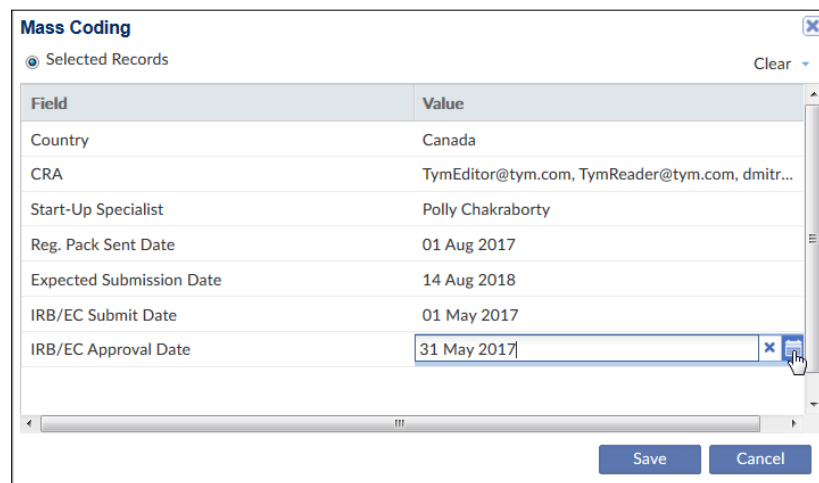 Mass Coding
Selected Records
Clear
Field Value
Country Canada
CRA TymEditor@tym.com, TymReader@tym.com, dmitr...
Start-Up Specialist Polly Chakraborty
Reg. Pack Sent Date 01 Aug 2017
Expected Submission Date 14 Aug 2018
IRB/EC Submit Date 01 May 2017
IRB/EC Approval Date 31 May 2017
Save Cancel